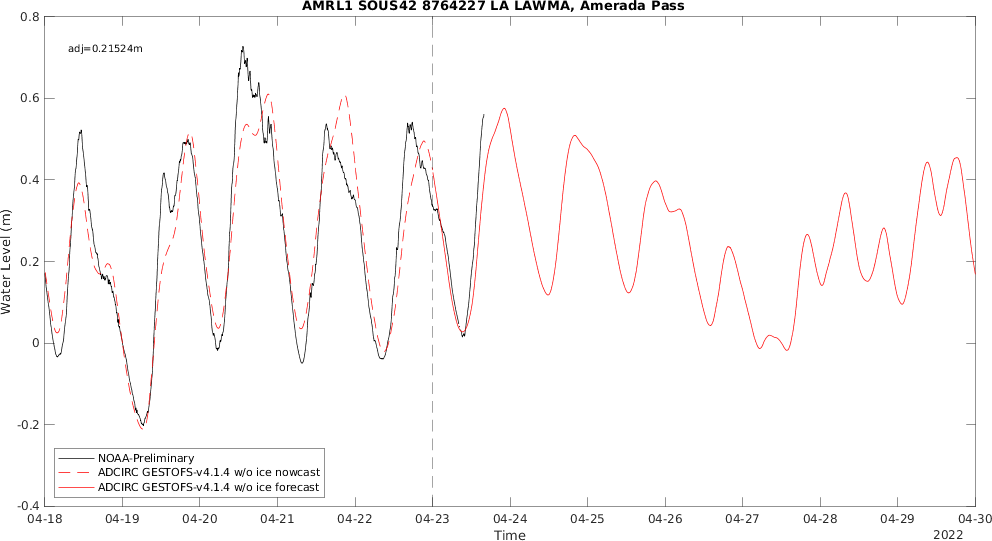 AMRL1 SOUS42 8764227 LA LAWMA, Amerada Pass
adj=0.21524m
0.8
0.6
0.4
0.2
0
-0.2
-0.4
Water Level (m)
NOAA-Preliminary
ADCIRC GESTOFS-v4.1.4 w/o ice nowcast
ADCIRC GESTOFS-v4.1.4 w/o ice forecast
04-18 04-19 04-20 04-21 04-22 04-23 04-24 04-25 04-26 04-27 04-28 04-29 04-30
Time
2022